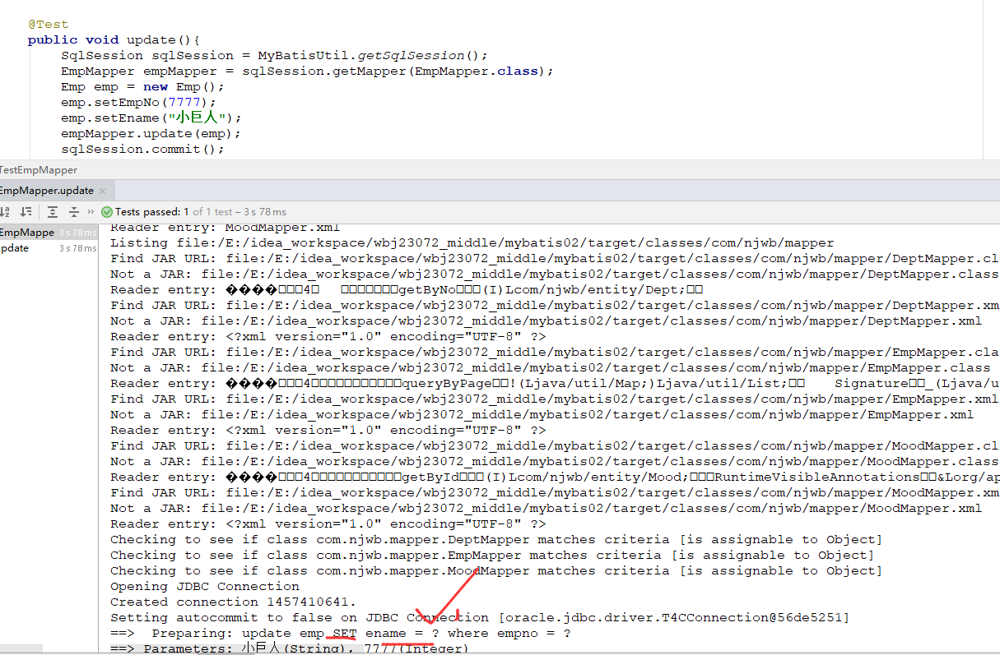 @Test
public void update(){
SqlSession sqlSession = MyBatisUtil.getSqlSession();
EmpMapper empMapper = sqlSession.getMapper(EmpMapper.class);
Emp emp = new Emp();
emp.setEmpNo(7777);
emp.setEname("小巨人");
empMapper.update(emp);
sqlSession.commit();
TestEmpMapper
EmpMapper.update ×
» Tests passed: 1 of 1 test – 3 s 78 ms
EmpMappe 3 s 78 ms
update 3 s 78 ms
Reader entry: MoodMapper.xml
Listing file:/E:/idea_workspace/wbj23072_middle/mybatis02/target/classes/com/njwb/mapper
Find JAR URL: file:/E:/idea_workspace/wbj23072_middle/mybatis02/target/classes/com/njwb/mapper/DeptMapper.cl
Not a JAR: file:/E:/idea_workspace/wbj23072_middle/mybatis02/target/classes/com/njwb/mapper/DeptMapper.class
Reader entry: ����□□□4□ □□□□□□□getByNo□□□(I)Lcom/njwb/entity/Dept;□□
Find JAR URL: file:/E:/idea_workspace/wbj23072_middle/mybatis02/target/classes/com/njwb/mapper/DeptMapper.xm
Not a JAR: file:/E:/idea_workspace/wbj23072_middle/mybatis02/target/classes/com/njwb/mapper/DeptMapper.xml
Reader entry: <?xml version="1.0" encoding="UTF-8" ?>
Find JAR URL: file:/E:/idea_workspace/wbj23072_middle/mybatis02/target/classes/com/njwb/mapper/EmpMapper.cla
Not a JAR: file:/E:/idea_workspace/wbj23072_middle/mybatis02/target/classes/com/njwb/mapper/EmpMapper.class
Reader entry: ����□□□4□□□□□□□□□□□queryByPage□□!(Ljava/util/Map;)Ljava/util/List;□□ Signature□□_(Ljava/u
Find JAR URL: file:/E:/idea_workspace/wbj23072_middle/mybatis02/target/classes/com/njwb/mapper/EmpMapper.xml
Not a JAR: file:/E:/idea_workspace/wbj23072_middle/mybatis02/target/classes/com/njwb/mapper/EmpMapper.xml
Reader entry: <?xml version="1.0" encoding="UTF-8" ?>
Find JAR URL: file:/E:/idea_workspace/wbj23072_middle/mybatis02/target/classes/com/njwb/mapper/MoodMapper.cl
Not a JAR: file:/E:/idea_workspace/wbj23072_middle/mybatis02/target/classes/com/njwb/mapper/MoodMapper.class
Reader entry: ����□□□4□□□□□□□□□□□getById□□□(I)Lcom/njwb/entity/Mood;□□□RuntimeVisibleAnnotations□□&Lorg/ap
Find JAR URL: file:/E:/idea_workspace/wbj23072_middle/mybatis02/target/classes/com/njwb/mapper/MoodMapper.xm
Not a JAR: file:/E:/idea_workspace/wbj23072_middle/mybatis02/target/classes/com/njwb/mapper/MoodMapper.xml
Reader entry: <?xml version="1.0" encoding="UTF-8" ?>
Checking to see if class com.njwb.mapper.DeptMapper matches criteria [is assignable to Object]
Checking to see if class com.njwb.mapper.EmpMapper matches criteria [is assignable to Object]
Checking to see if class com.njwb.mapper.MoodMapper matches criteria [is assignable to Object]
Opening JDBC Connection
Created connection 1457410641.
Setting autocommit to false on JDBC Connection [oracle.jdbc.driver.T4CConnection@56de5251]
==> Preparing: update emp SET ename = ? where empno = ?
==> Parameters: 小巨人(String), 7777(Integer)